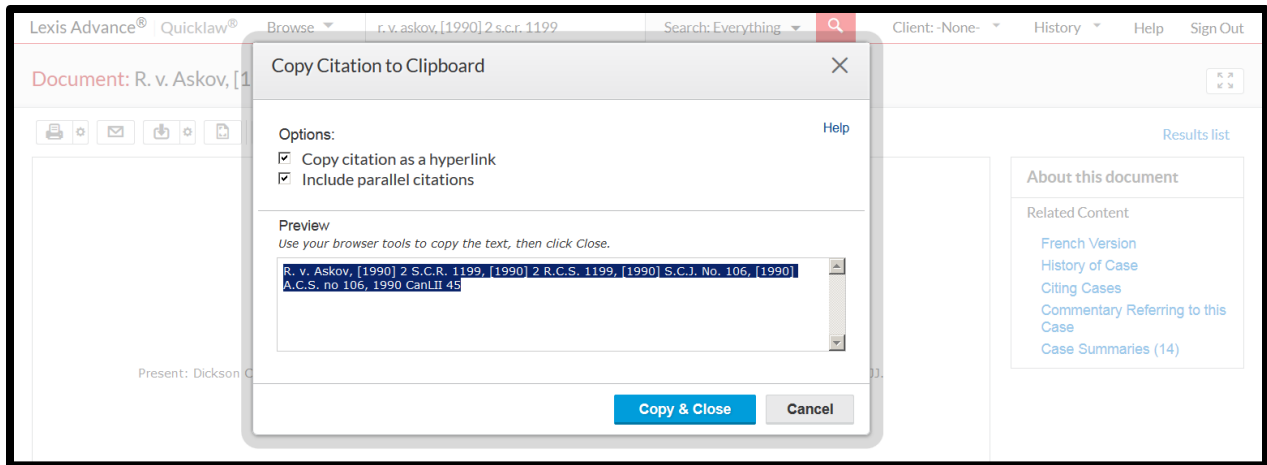 Lexis Advance® Quicklaw® Browse r. v. askov, [1990] 2 s.c.r. 1199 Search: Everything Client: -None- History Help Sign Out
Document: R. v. Askov, [1
Copy Citation to Clipboard
Help
Options:
Copy citation as a hyperlink
Include parallel citations
Preview
Use your browser tools to copy the text, then click Close.
R. v. Askov, [1990] 2 S.C.R. 1199, [1990] 2 R.C.S. 1199, [1990] S.C.J. No. 106, [1990]
A.C.S. no 106, 1990 CanLII 45
Copy & Close Cancel
Present: Dickson C
JJ.
Results list
About this document
Related Content
French Version
History of Case
Citing Cases
Commentary Referring to this
Case
Case Summaries (14)